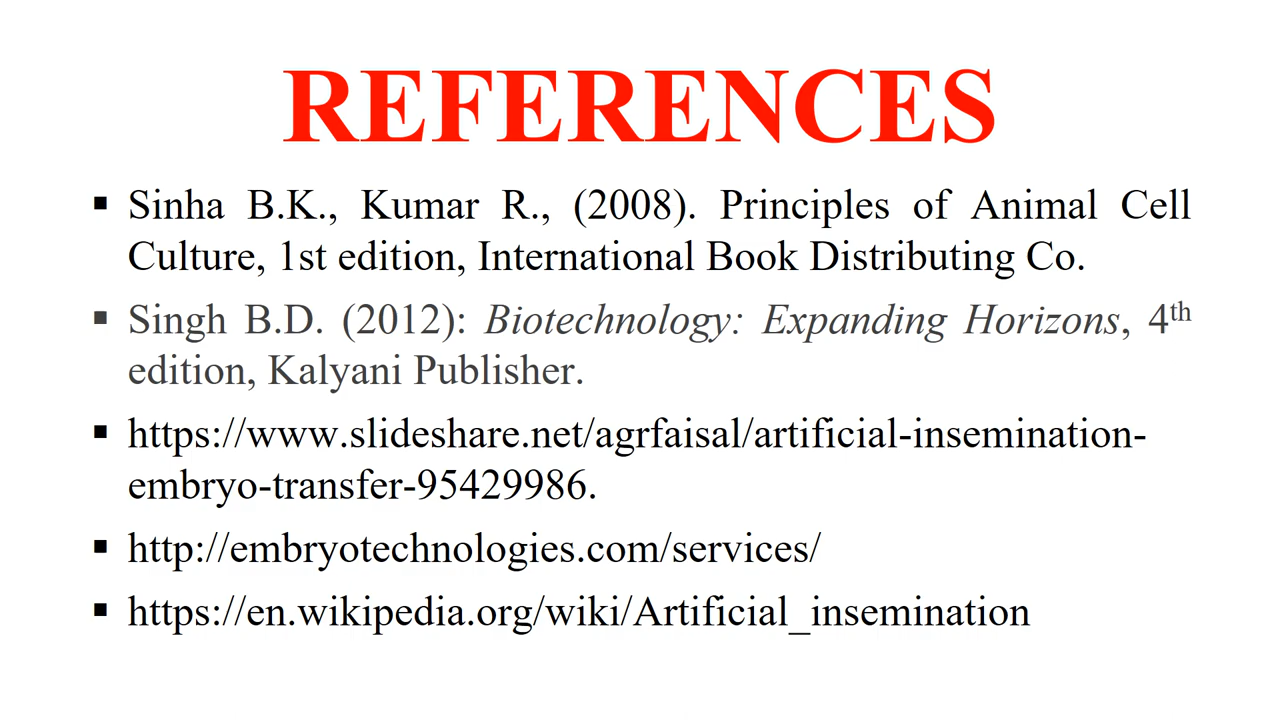 REFERENCES
▪ Sinha B.K., Kumar R., (2008). Principles of Animal Cell
Culture, 1st edition, International Book Distributing Co.
▪ Singh B.D. (2012): Biotechnology: Expanding Horizons, 4th
edition, Kalyani Publisher.
▪ https://www.slideshare.net/agrfaisal/artificial-insemination-
embryo-transfer-95429986.
▪ http://embryotechnologies.com/services/
▪ https://en.wikipedia.org/wiki/Artificial_insemination